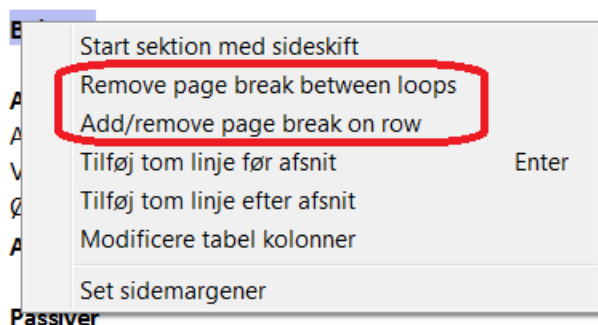 Start sektion med sideskift
Remove page break between loops
Add/remove page break on row
Tilføj tom linje før afsnit Enter
Tilføj tom linje efter afsnit
Modificere tabel kolonner
Set sidemargener
Passiver